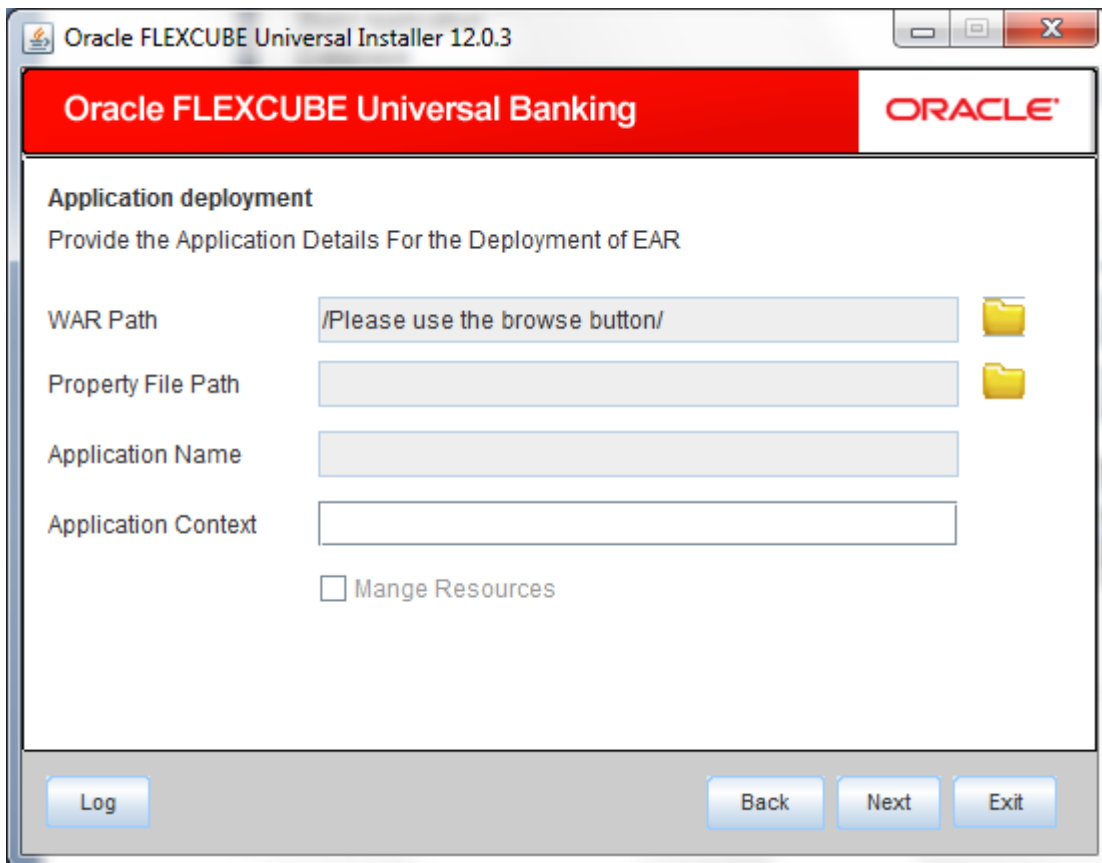 Oracle FLEXCUBE Universal Installer 12.0.3
Oracle FLEXCUBE Universal Banking
ORACLE
Application deployment
Provide the Application Details For the Deployment of EAR
WAR Path /Please use the browse button/
Property File Path
Application Name
Application Context
Mange Resources
Log Back Next Exit